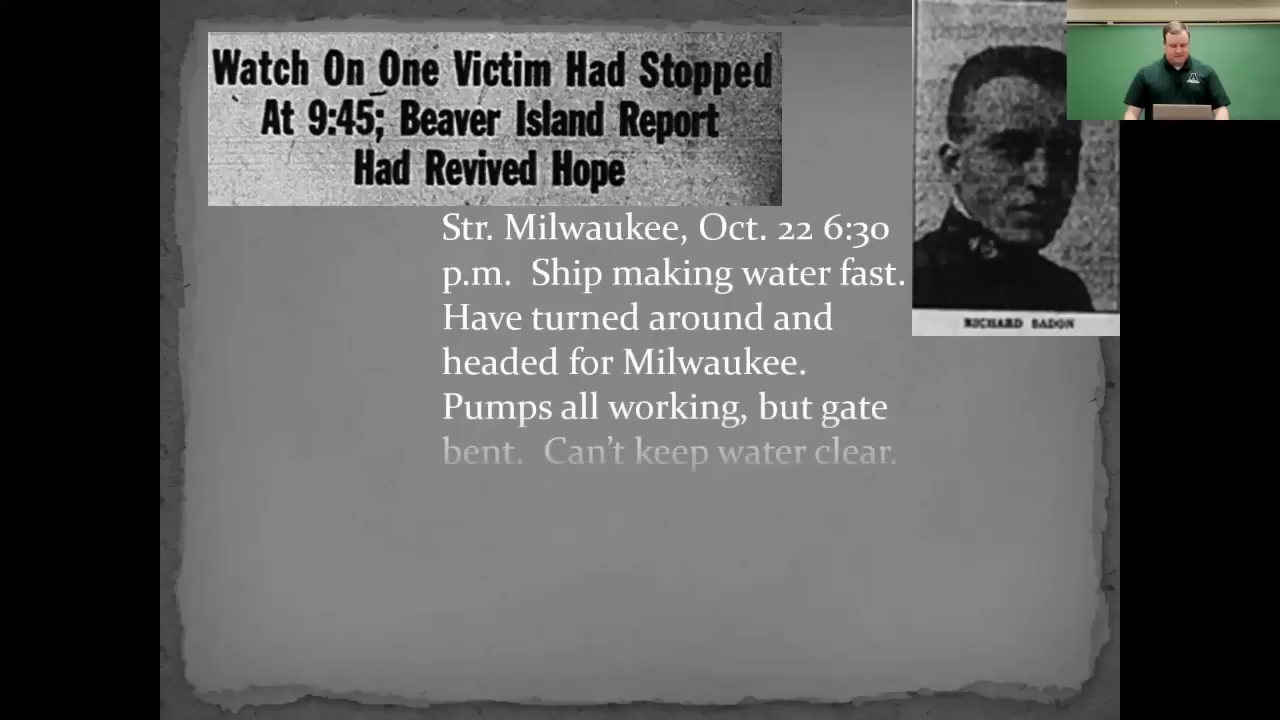 Watch On One Victim Had Stopped
At 9:45; Beaver Island Report
Had Revived Hope
Str. Milwaukee, Oct. 22 6:30
p.m. Ship making water fast.
Have turned around and
headed for Milwaukee.
Pumps all working, but gate
bent. Can't keep water clear.
RICHARD SADON